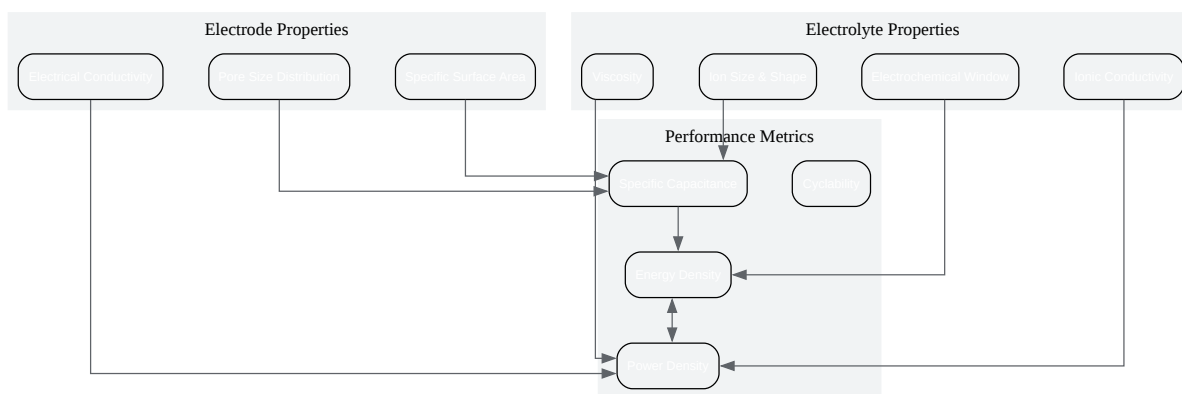 Electrode Properties
Electrolyte Properties
Electrical Conductivity
Pore Size Distribution
Specific Surface Area
Viscosity
Ion Size & Shape
Electrochemical Window
Ionic Conductivity
Performance Metrics
Specific Capacitance
Cyclability
Energy Density
Power Density